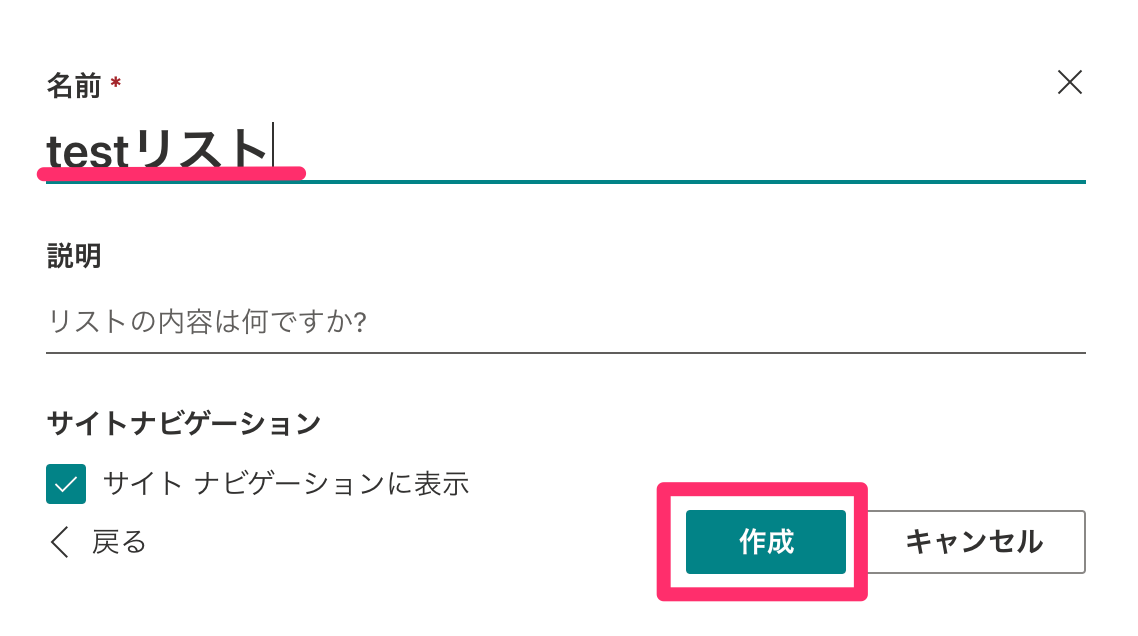 名前 *
testリスト
説明
リストの内容は何ですか?
サイトナビゲーション
サイト ナビゲーションに表示
戻る
作成
キャンセル